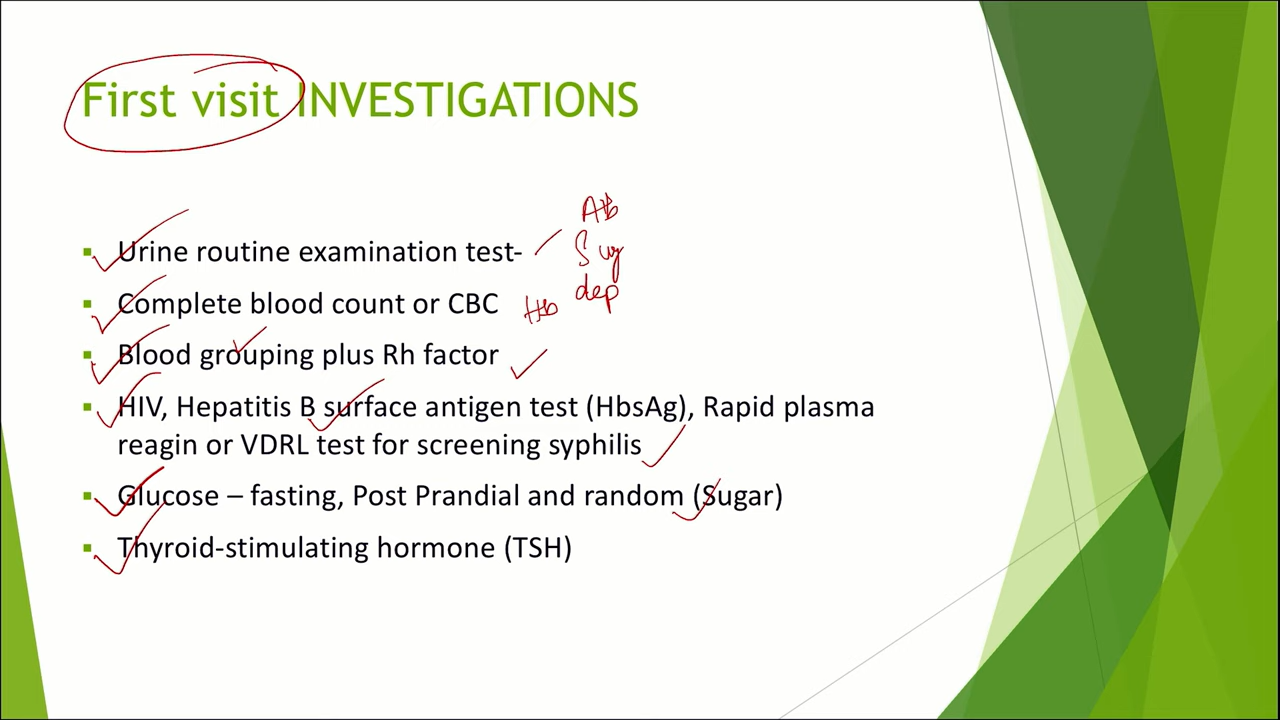 First visit INVESTIGATIONS
Alb
Sug
dep
Urine routine examination test-
Complete blood count or CBC
Hb
Blood grouping plus Rh factor
HIV, Hepatitis B surface antigen test (HbsAg), Rapid plasma
reagin or VDRL test for screening syphilis
Glucose – fasting, Post Prandial and random (Sugar)
Thyroid-stimulating hormone (TSH)